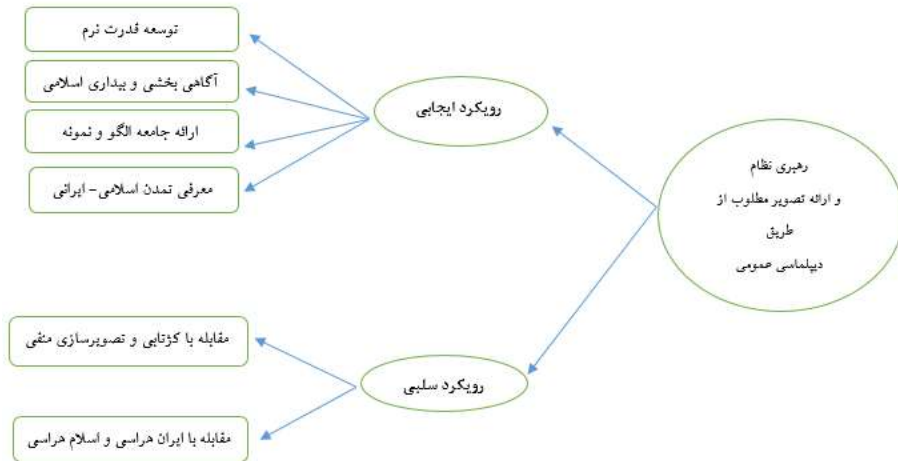 رهبری نظام
و ارائه تصویر مطلوب از
طریق
دیپلماسی عمومی
رویکرد ایجابی
توسعه قدرت نرم
آگاهی بخشی و بیداری اسلامی
ارائه جامعه الگو و نمونه
معرفی تمدن اسلامی- ایرانی
رویکرد سلبی
مقابله با کژتابی و تصویرسازی منفی
مقابله با ایران هراسی و اسلام هراسی